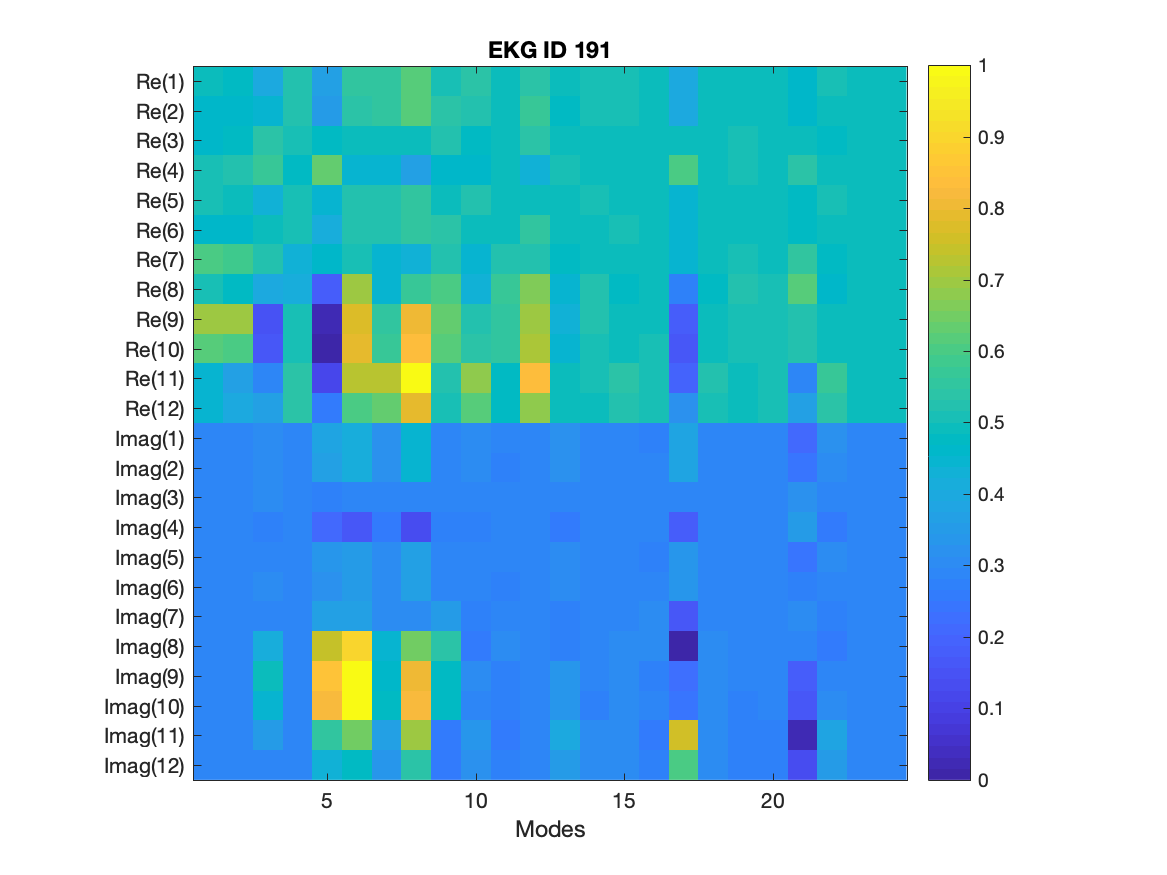 EKG ID 191
Re(1)
Re(2)
Re(3)
Re(4)
Re(5)
Re(6)
Re(7)
Re(8)
Re(9)
Re(10)
Re(11)
Re(12)
Imag(1)
Imag(2)
Imag(3)
Imag(4)
Imag(5)
Imag(6)
Imag(7)
Imag(8)
Imag(9)
Imag(10)
Imag(11)
Imag(12)
5 10 15 20
Modes
1
0.9
0.8
0.7
0.6
0.5
0.4
0.3
0.2
0.1
0